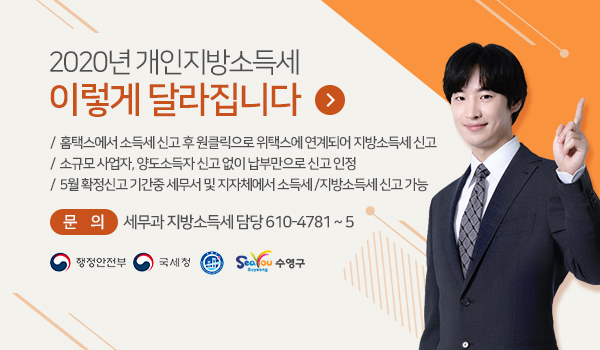 2020년 개인지방소득세
이렇게 달라집니다
/ 홈택스에서 소득세 신고 후 원클릭으로 위택스에 연계되어 지방소득세 신고
/ 소규모 사업자, 양도소득자 신고 없이 납부만으로 신고 인정
/ 5월 확정신고 기간중 세무서 및 지자체에서 소득세/지방소득세 신고 가능
문 의 세무과 지방소득세 담당 610-4781 ~ 5
행정안전부 국세청 SeaYou Suyeong 수영구